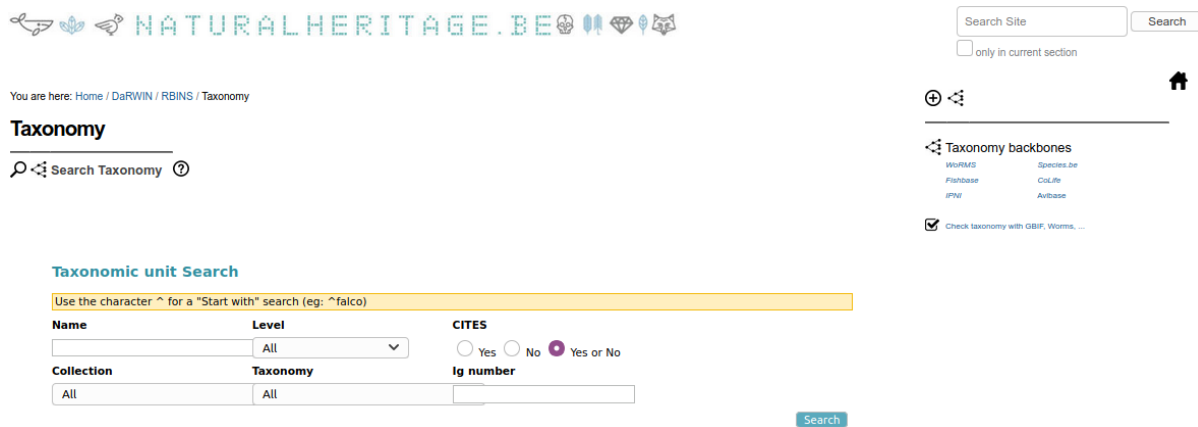 NATURALHERITAGE.BE
Search Site
Search
only in current section
You are here: Home / DaRWIN / RBINS / Taxonomy
Taxonomy
Search Taxonomy ?
Taxonomy backbones
WoRMS Species.be
Fishbase CoLife
IPNI Avibase
Check taxonomy with GBIF, Worms, ...
Taxonomic unit Search
Use the character ^ for a "Start with" search (eg: ^falco)
Name Level CITES
All Yes No Yes or No
Collection Taxonomy Ig number
All All
Search